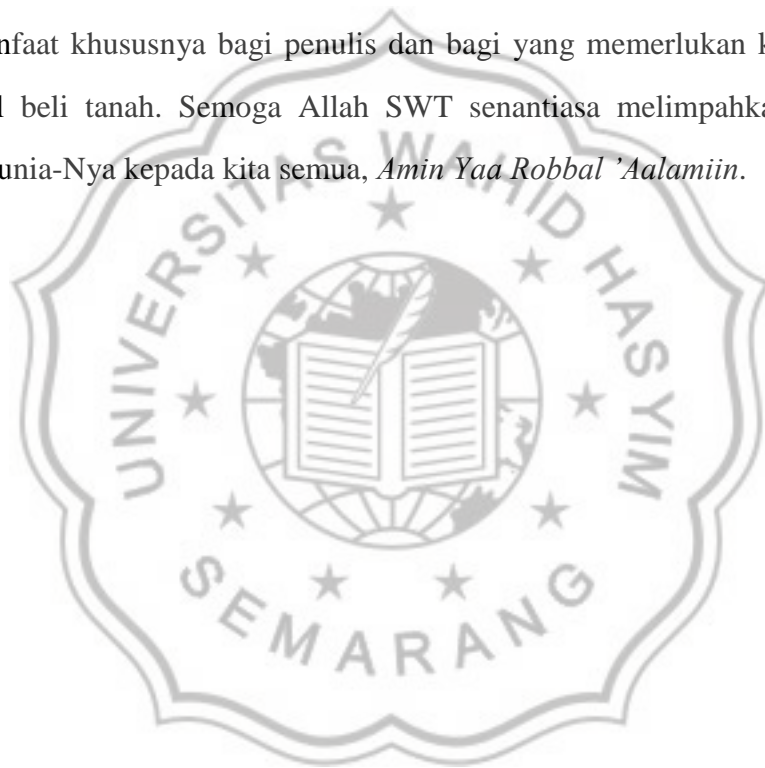 nfaat khususnya bagi penulis dan bagi yang memerlukan k
l beli tanah. Semoga Allah SWT senantiasa melimpahka
unia-Nya kepada kita semua, Amin Yaa Robbal ’Aalamiin.
UNIVERSITAS WAHID HASYIM
SEMARANG